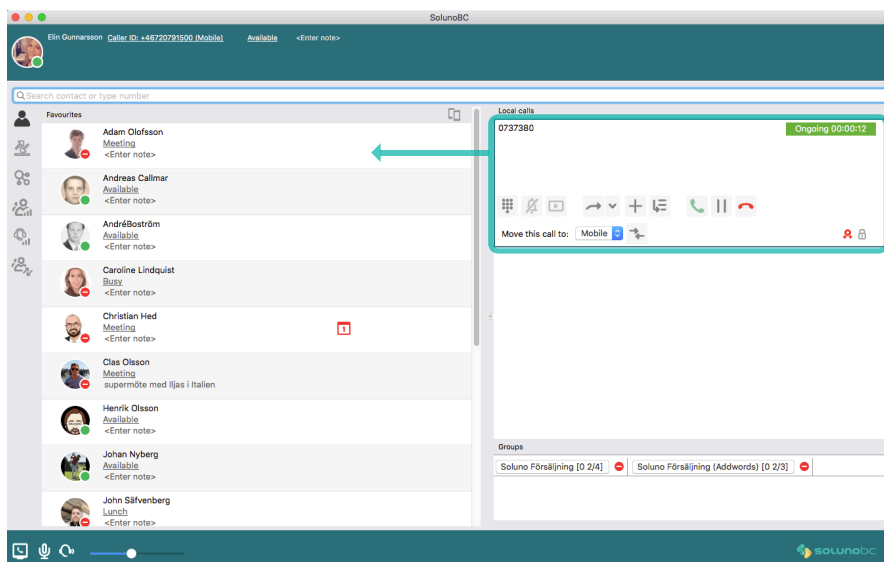 SolunoBC
Elin Gunnarsson Caller ID: +46720791500 (Mobile) Available <Enter note>
Search contact or type number
Favourites
Adam Olofsson
Meeting
<Enter note>
Andreas Callmar
Available
<Enter note>
AndréBoström
Available
<Enter note>
Caroline Lindquist
Busy
<Enter note>
Christian Hed
Meeting
<Enter note>
1
Clas Olsson
Meeting
supermöte med Iljas i Italien
Henrik Olsson
Available
<Enter note>
Johan Nyberg
Available
<Enter note>
John Säfvenberg
Lunch
<Enter note>
Local calls
0737380 Ongoing 00:00:12
Move this call to: Mobile
Groups
Soluno Försäljning [0 2/4] Soluno Försäljning (Addwords) [0 2/3]
solunobc